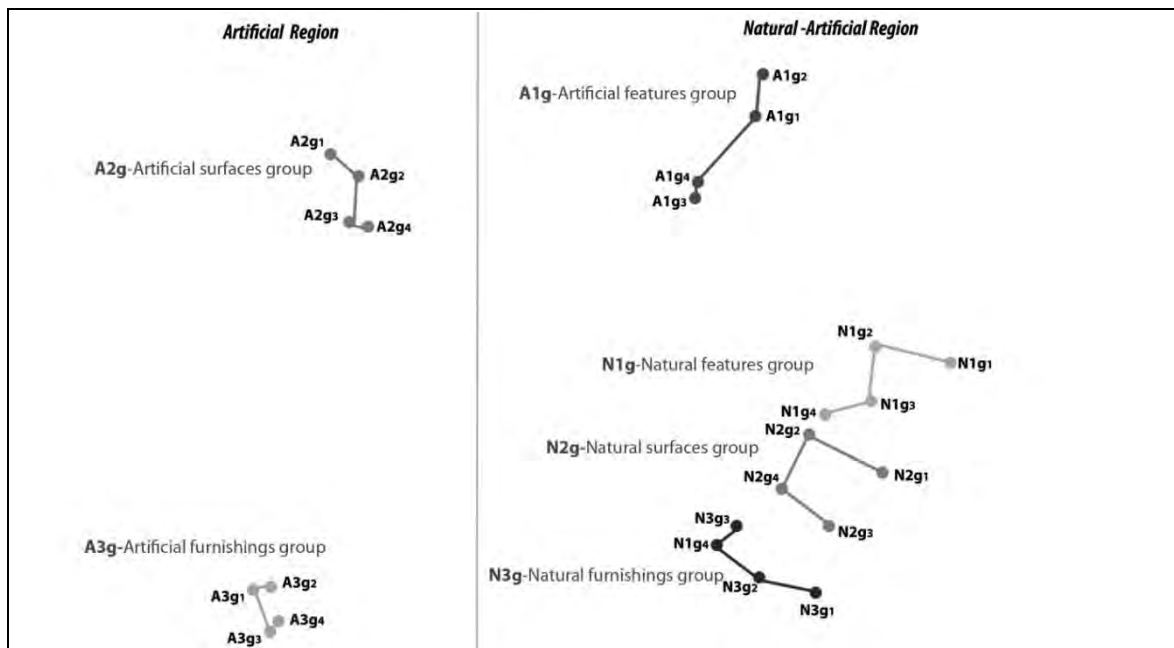 Artificial Region
A2g-Artificial surfaces group
A2g1
A2g2
A2g3
A2g4
A3g-Artificial furnishings group
A3g1
A3g2
A3g4
A3g3
Natural -Artificial Region
A1g-Artificial features group
A1g2
A1g1
A1g4
A1g3
N1g-Natural features group
N1g2
N1g1
N1g3
N1g4
N2g-Natural surfaces group
N2g2
N2g1
N2g4
N2g3
N3g-Natural furnishings group
N3g3
N1g4
N3g2
N3g1